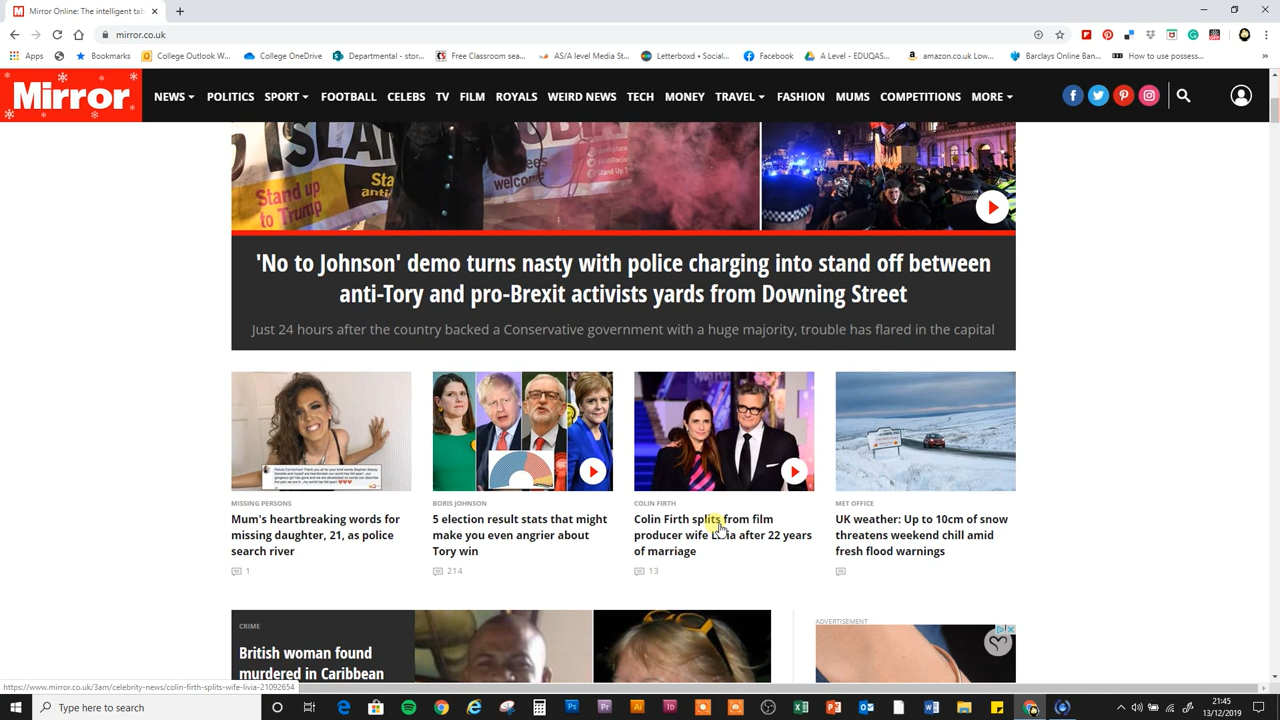 Mirror Online: The intelligent tab
mirror.co.uk
Apps
Bookmarks
College Outlook W...
College OneDrive
Departmental - stor...
Free Classroom sea...
AS/A level Media St...
Letterboxd • Social...
Facebook
A Level - EDUQAS...
amazon.co.uk Low...
Barclays Online Ban...
How to use possess...
Mirror
NEWS
POLITICS
SPORT
FOOTBALL
CELEBS
TV
FILM
ROYALS
WEIRD NEWS
TECH
MONEY
TRAVEL
FASHION
MUMS
COMPETITIONS
MORE
Stand up
to Trump
'No to Johnson' demo turns nasty with police charging into stand off between
anti-Tory and pro-Brexit activists yards from Downing Street
Just 24 hours after the country backed a Conservative government with a huge majority, trouble has flared in the capital
MISSING PERSONS
Mum's heartbreaking words for
missing daughter, 21, as police
search river
1
BORIS JOHNSON
5 election result stats that might
make you even angrier about
Tory win
214
COLIN FIRTH
Colin Firth splits from film
producer wife Livia after 22 years
of marriage
13
MET OFFICE
UK weather: Up to 10cm of snow
threatens weekend chill amid
fresh flood warnings
CRIME
British woman found
murdered in Caribbean
ADVERTISEMENT
https://www.mirror.co.uk/3am/celebrity-news/colin-firth-splits-wife-livia-21092654
Type here to search
21:45
13/12/2019